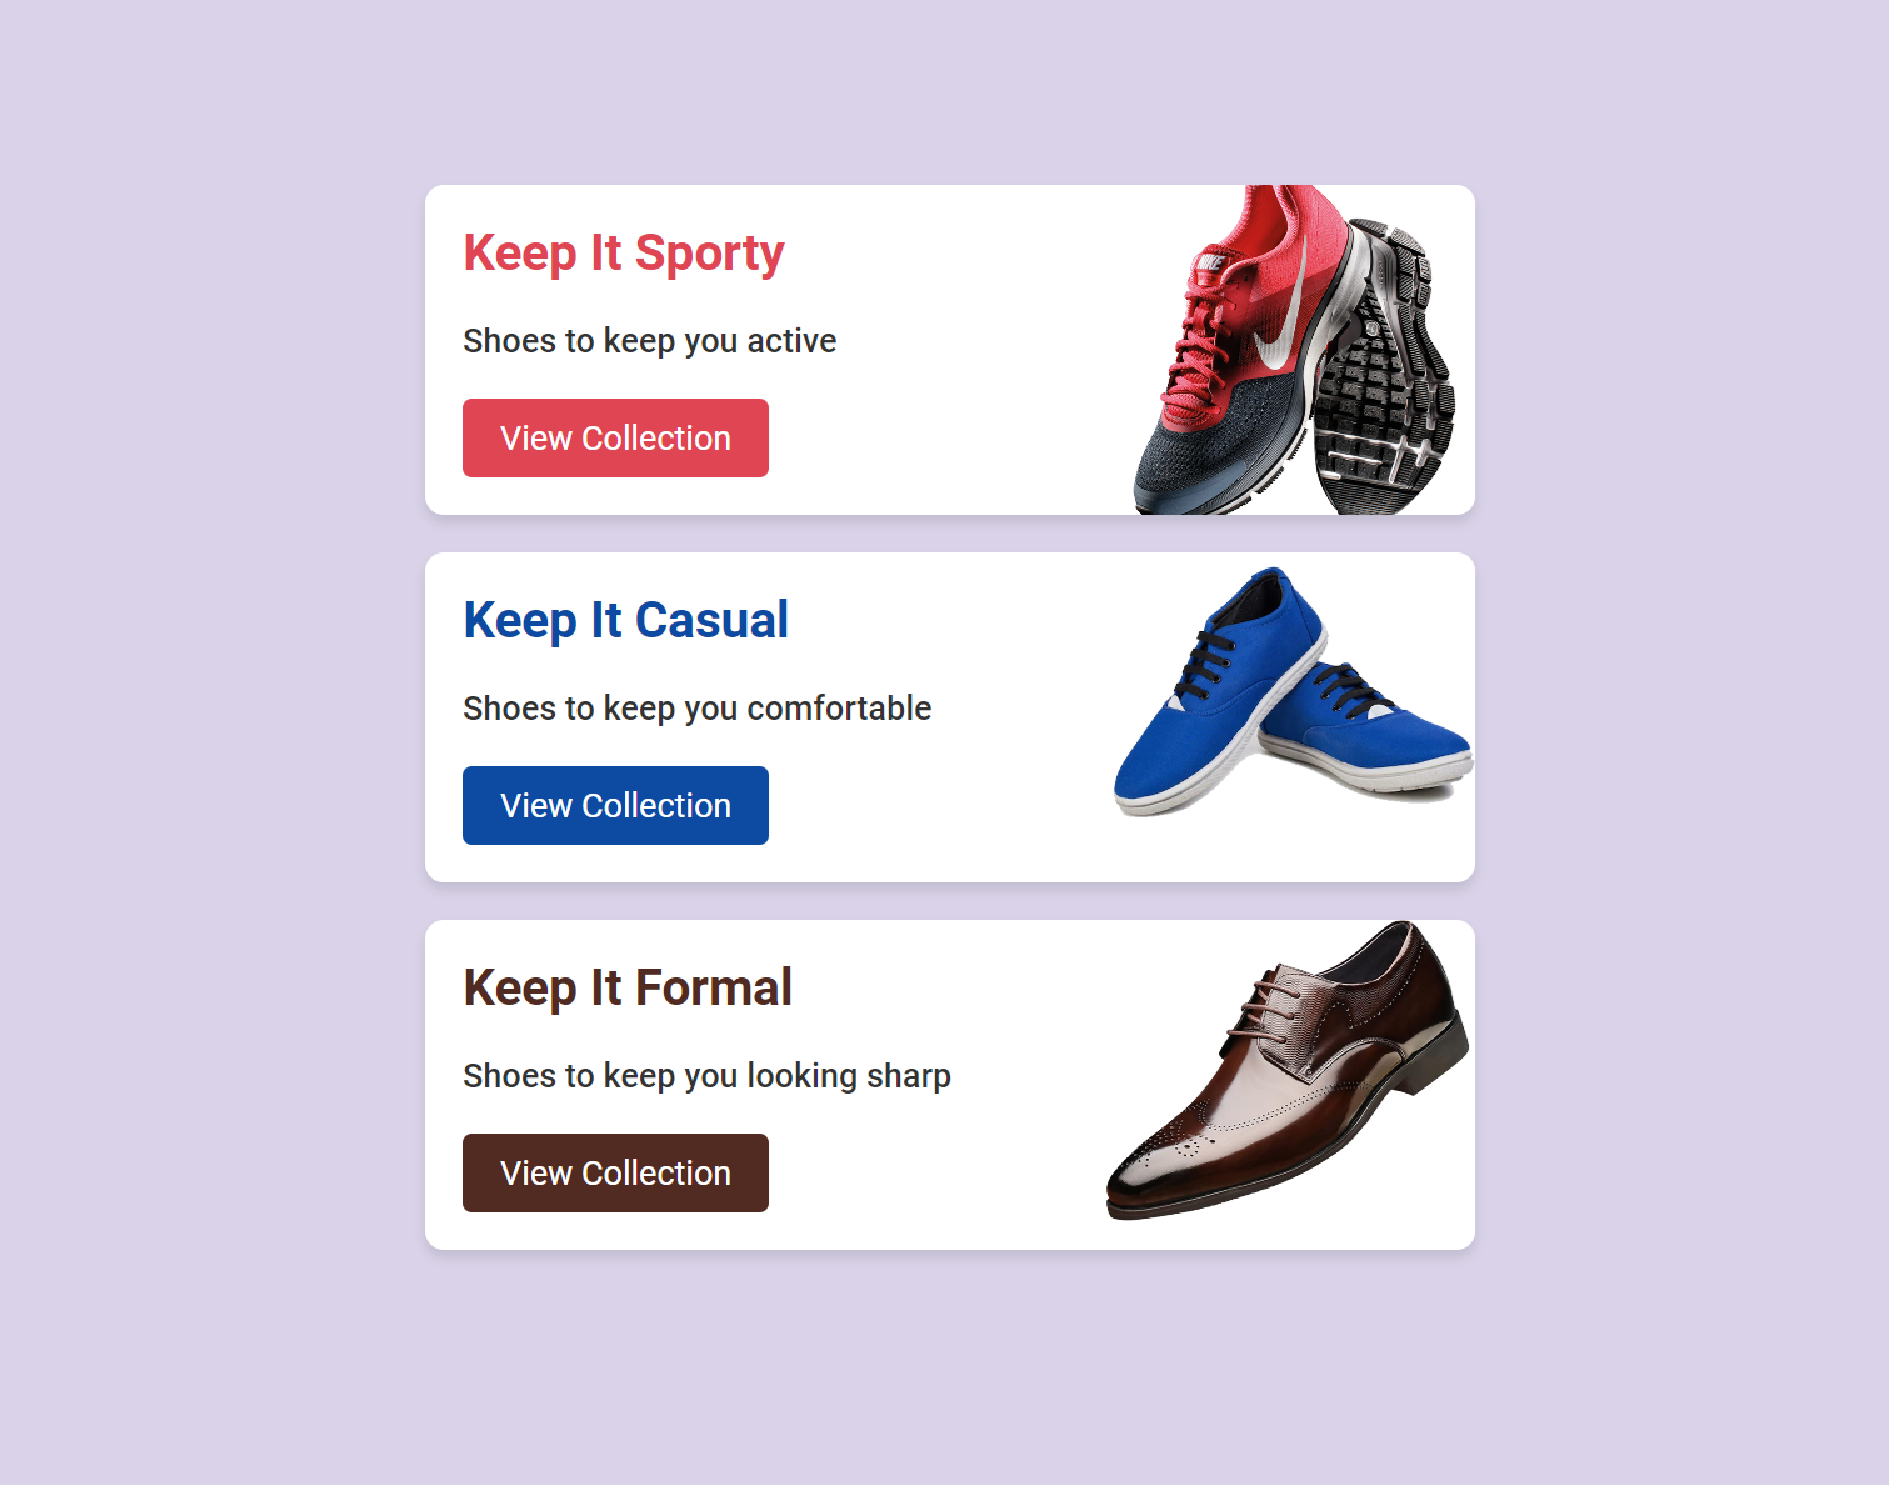 Keep It Sporty
Shoes to keep you active
View Collection
NIKE
Keep It Casual
Shoes to keep you comfortable
View Collection
Keep It Formal
Shoes to keep you looking sharp
View Collection